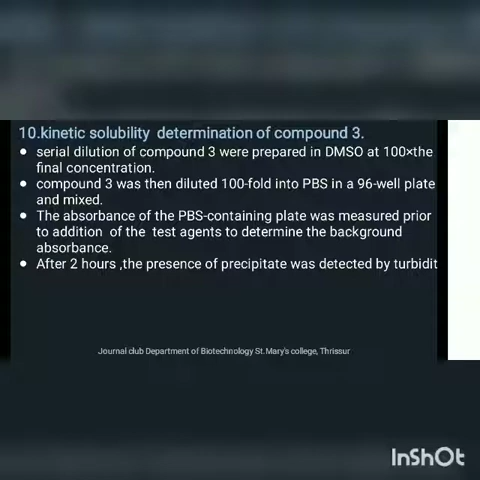 10.kinetic solubility determination of compound 3.
• serial dilution of compound 3 were prepared in DMSO at 100×the
final concentration.
• compound 3 was then diluted 100-fold into PBS in a 96-well plate
and mixed.
• The absorbance of the PBS-containing plate was measured prior
to addition of the test agents to determine the background
absorbance.
• After 2 hours ,the presence of precipitate was detected by turbidit
Journal club Department of Biotechnology St.Mary's college, Thrissur
InShOt